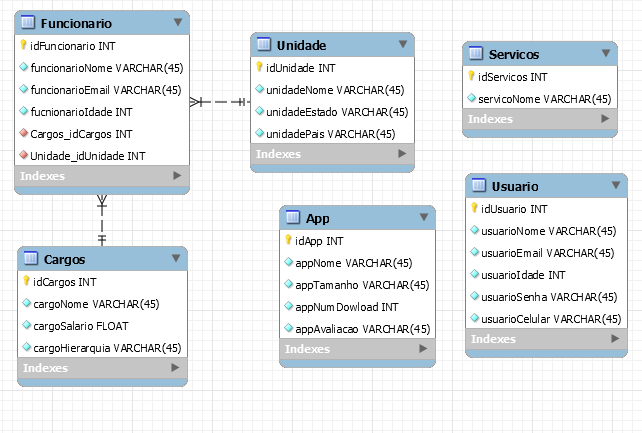 Funcionario
idFuncionario INT
funcionarioNome VARCHAR(45)
funcionarioEmail VARCHAR(45)
fucnionarioIdade INT
Cargos_idCargos INT
Unidade_idUnidade INT
Indexes
Unidade
idUnidade INT
unidadeNome VARCHAR(45)
unidadeEstado VARCHAR(45)
unidadePais VARCHAR(45)
Indexes
Servicos
idServicos INT
servicoNome VARCHAR(45)
Cargos
idCargos INT
cargoNome VARCHAR(45)
cargoSalario FLOAT
cargoHierarquia VARCHAR(45)
Indexes
App
idApp INT
appNome VARCHAR(45)
appTamanho VARCHAR(45)
appNumDowload INT
appAvaliacao VARCHAR(45)
Indexes
Usuario
idUsuario INT
usuarioNome VARCHAR(45)
usuarioEmail VARCHAR(45)
usuarioIdade INT
usuarioSenha VARCHAR(45)
usuarioCelular VARCHAR(45)
Indexes